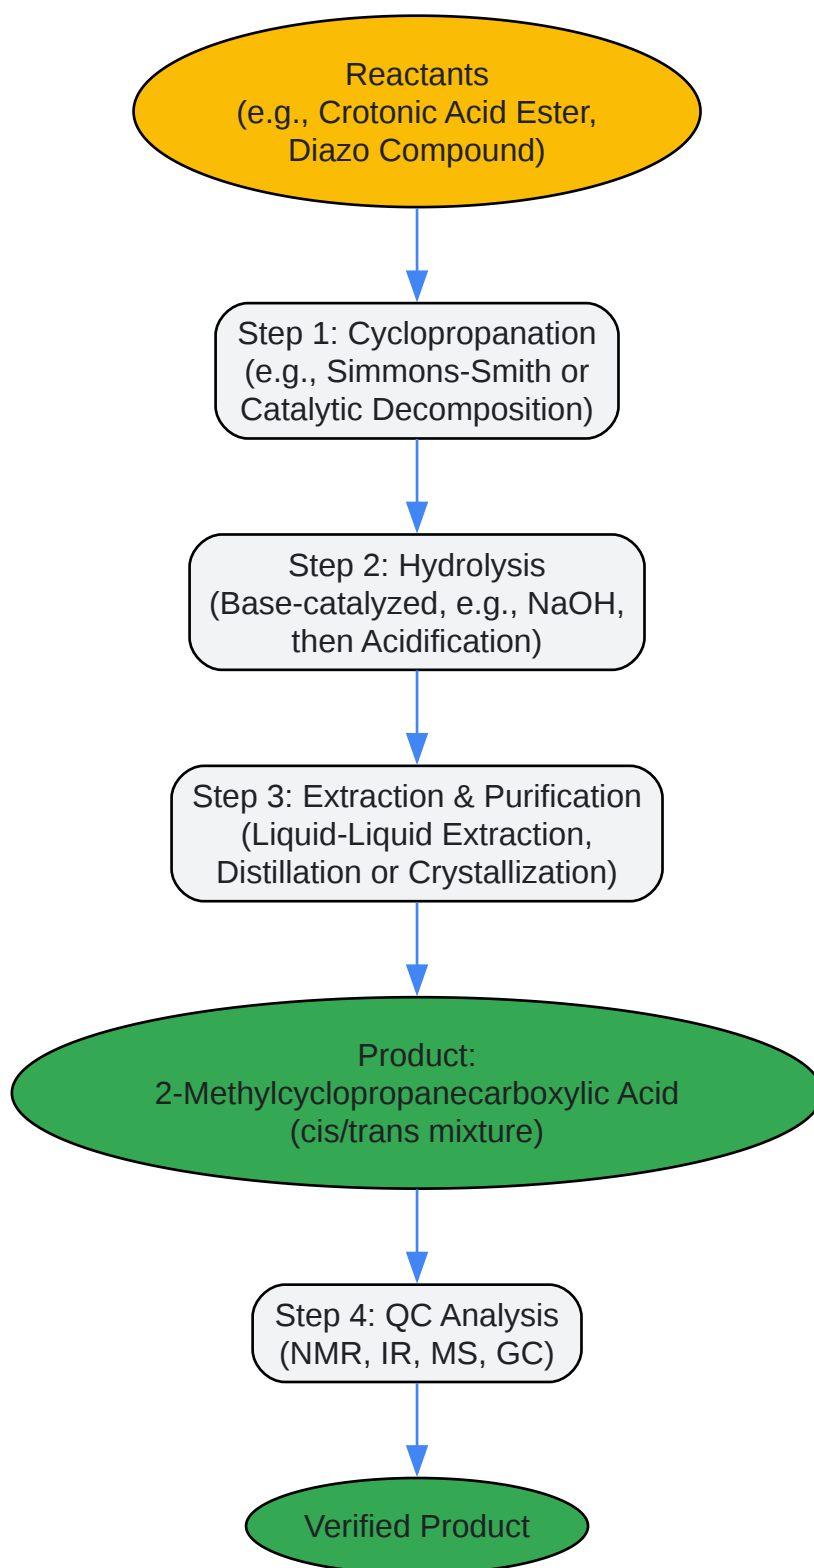 Reactants
(e.g., Crotonic Acid Ester,
Diazo Compound)
Step 1: Cyclopropanation
(e.g., Simmons-Smith or
Catalytic Decomposition)
Step 2: Hydrolysis
(Base-catalyzed, e.g., NaOH,
then Acidification)
Step 3: Extraction & Purification
(Liquid-Liquid Extraction,
Distillation or Crystallization)
Product:
2-Methylcyclopropanecarboxylic Acid
(cis/trans mixture)
Step 4: QC Analysis
(NMR, IR, MS, GC)
Verified Product